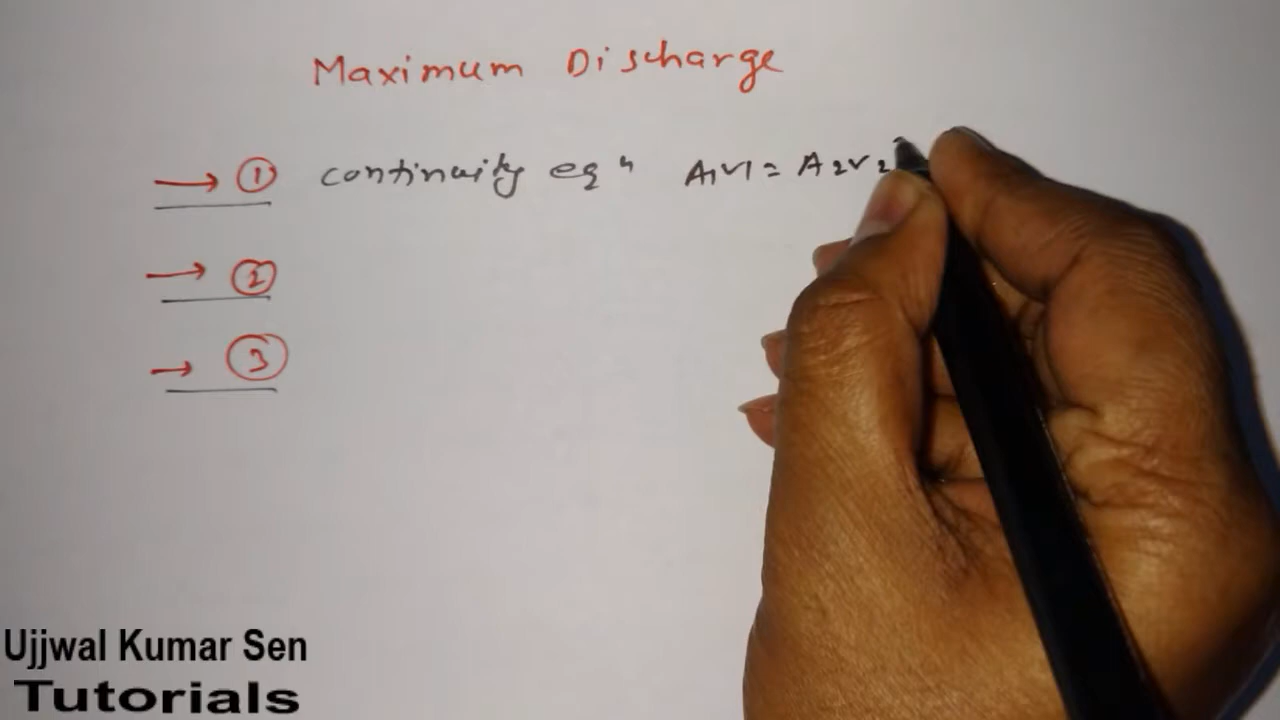 Maximum Discharge
→ ① continuity eqⁿ A₁V₁ = A₂V₂
→ ②
→ ③
Ujjwal Kumar Sen
Tutorials